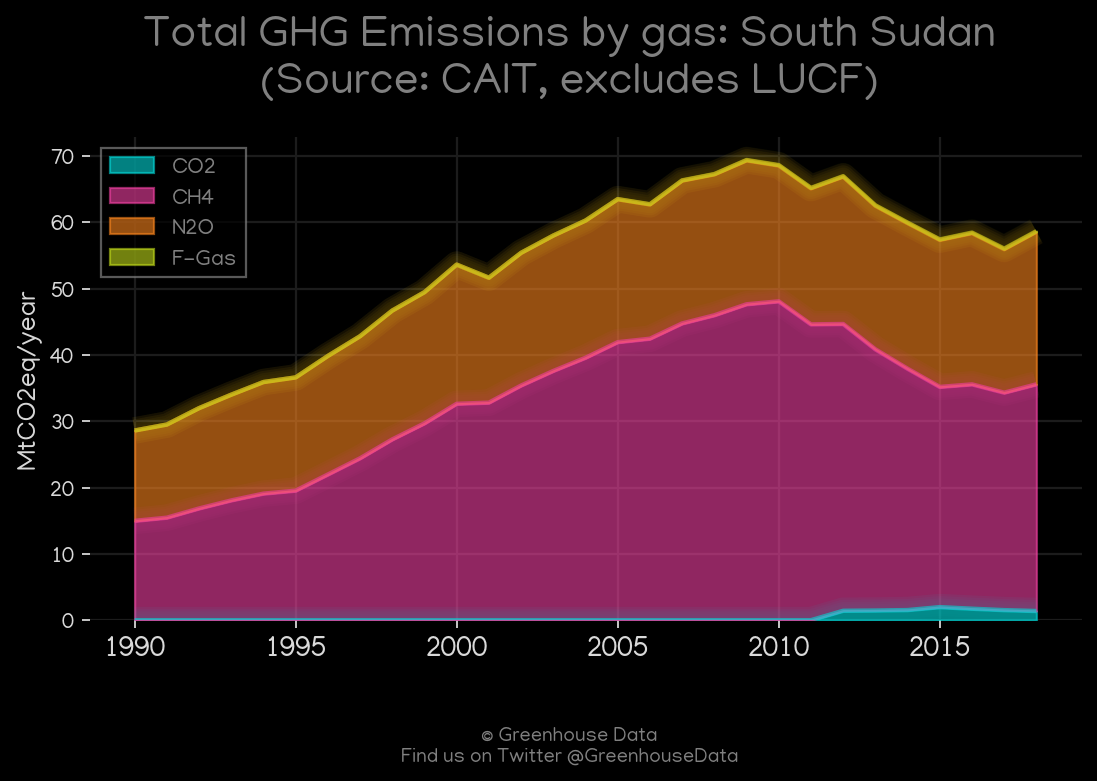 Total GHG Emissions by gas: South Sudan
(Source: CAIT, excludes LUCF)
CO2
CH4
N2O
F-Gas
MtCO2eq/year
70
60
50
40
30
20
10
0
1990 1995 2000 2005 2010 2015
© Greenhouse Data
Find us on Twitter @GreenhouseData